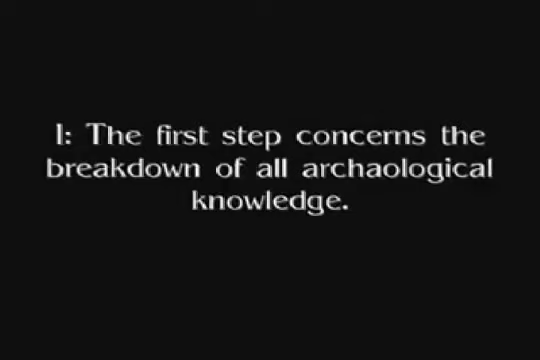 1: The first step concerns the
breakdown of all archaological
knowledge.